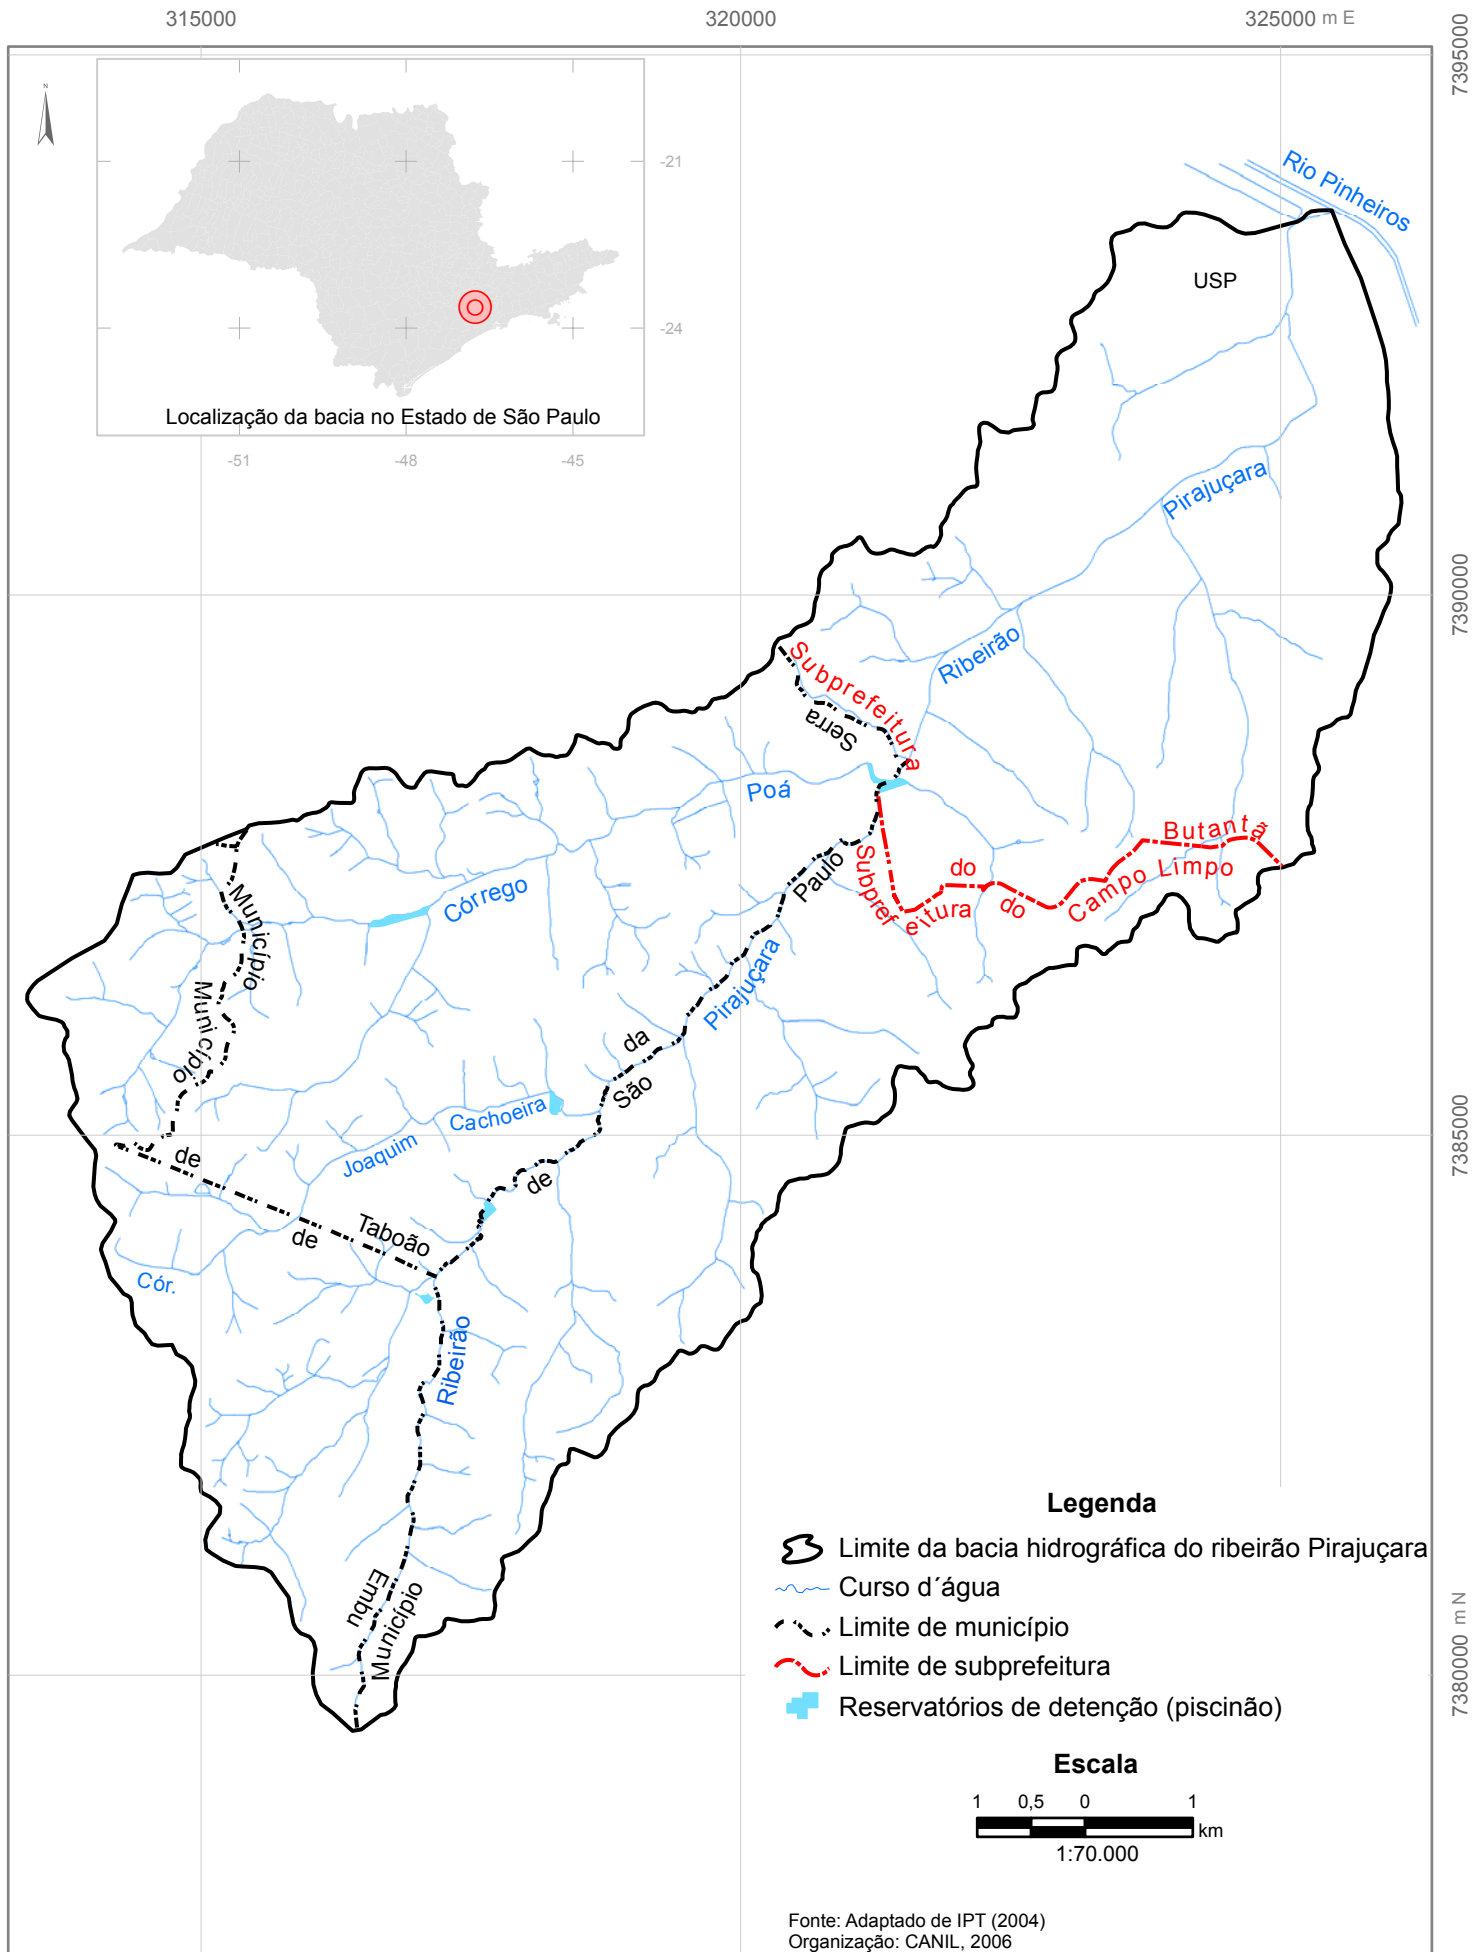 315000
320000
325000 m E
7395000
7390000
7385000
7380000 m N
N
-21
-24
-51
-48
-45
Localização da bacia no Estado de São Paulo
Rio Pinheiros
USP
Pirajuçara
Ribeirão
Subprefeitura do Butantã
Serra da
Poá
Córrego
Subprefeitura do Campo Limpo
Município de São Paulo
Pirajuçara
Ribeirão
Município de Taboão
Município de Embu
Cór. Joaquim Cachoeira
Legenda
Limite da bacia hidrográfica do ribeirão Pirajuçara
Curso d´água
Limite de município
Limite de subprefeitura
Reservatórios de detenção (piscinão)
Escala
1 0,5 0 1
km
1:70.000
Fonte: Adaptado de IPT (2004)
Organização: CANIL, 2006